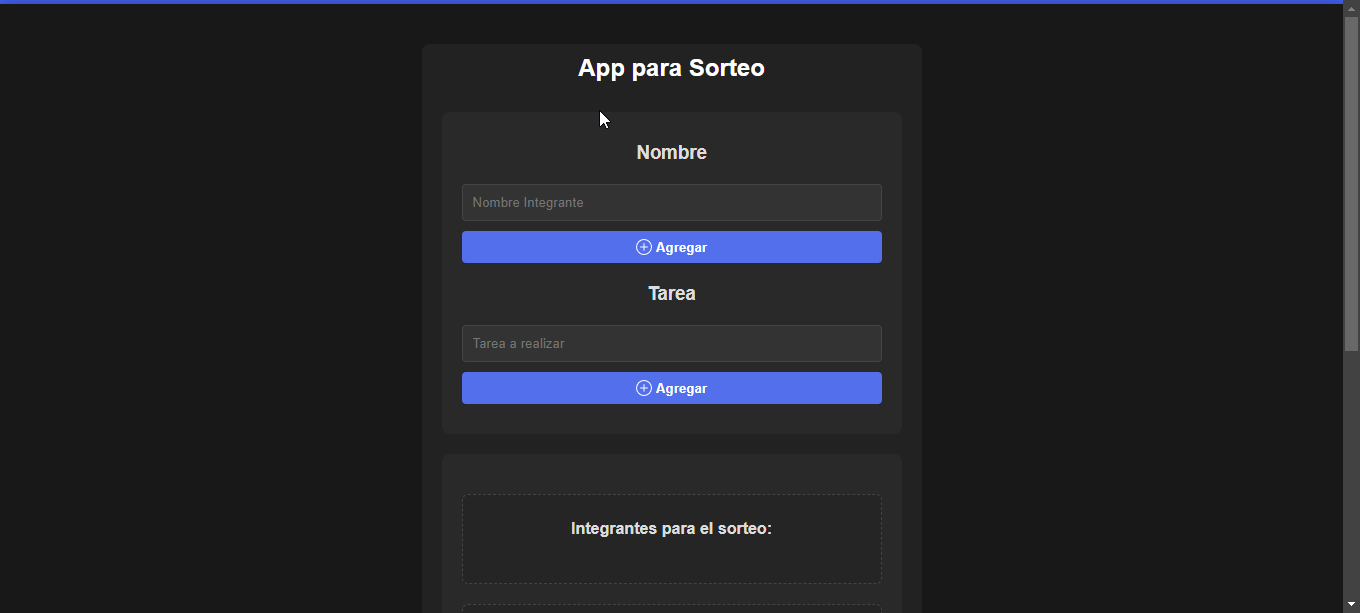 App para Sorteo
Nombre
Nombre Integrante
Agregar
Tarea
Tarea a realizar
Agregar
Integrantes para el sorteo: